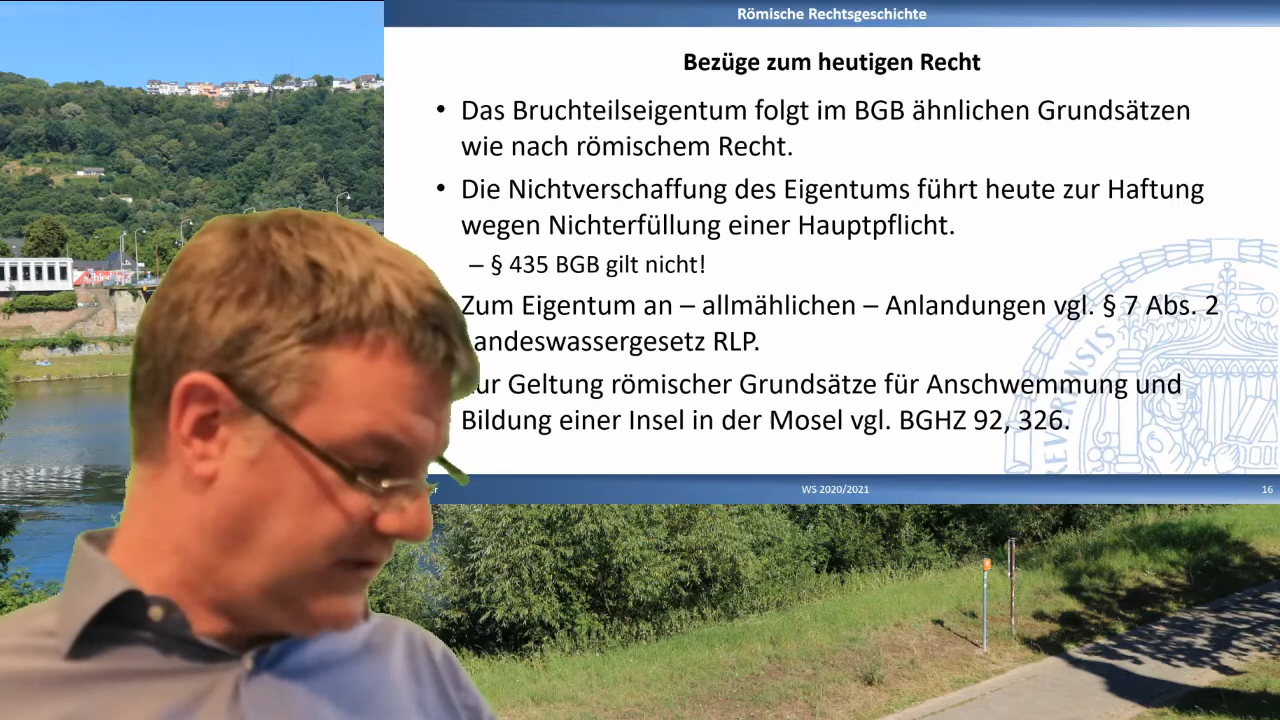 Römische Rechtsgeschichte
Bezüge zum heutigen Recht
• Das Bruchteilseigentum folgt im BGB ähnlichen Grundsätzen
wie nach römischem Recht.
• Die Nichtverschaffung des Eigentums führt heute zur Haftung
wegen Nichterfüllung einer Hauptpflicht.
– § 435 BGB gilt nicht!
Zum Eigentum an – allmählichen – Anlandungen vgl. § 7 Abs. 2
andeswassergesetz RLP.
ur Geltung römischer Grundsätze für Anschwemmung und
Bildung einer Insel in der Mosel vgl. BGHZ 92, 326.
WS 2020/2021
16